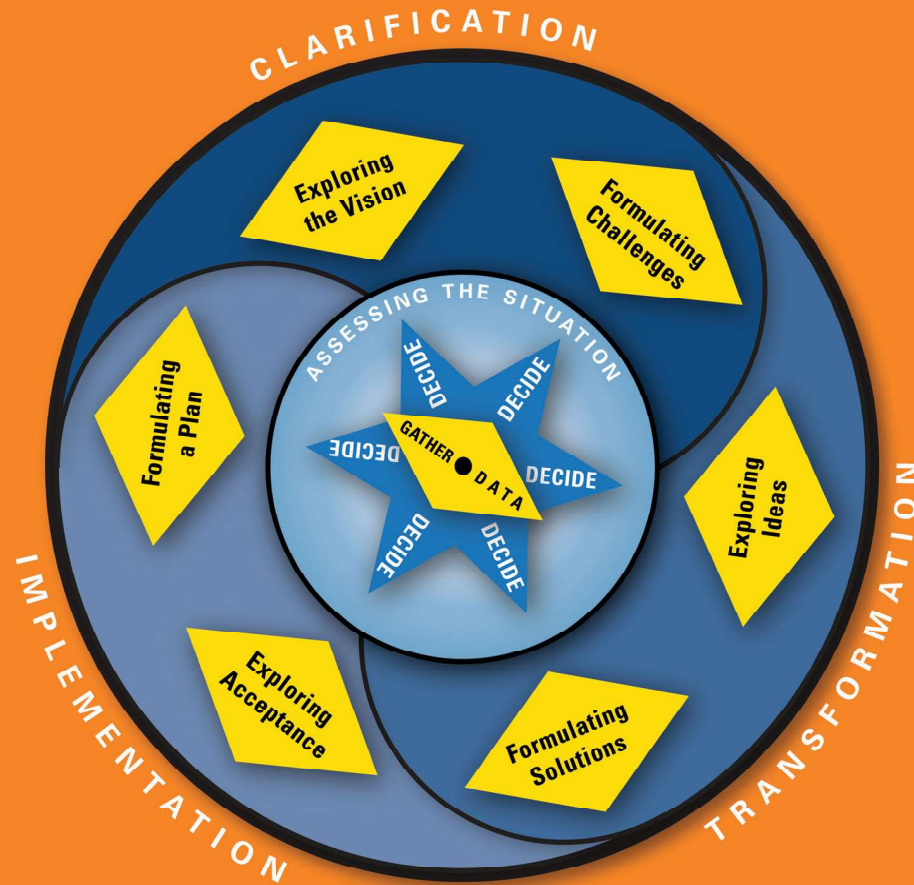 CLARIFICATION
Exploring
the Vision
Formulating
Challenges
Exploring
Ideas
TRANSFORMATION
Formulating
Solutions
Exploring
Acceptance
IMPLEMENTATION
Formulating
a Plan
ASSESSING THE SITUATION
DECIDE
DECIDE
DECIDE
DECIDE
DECIDE
DECIDE
GATHER
DATA